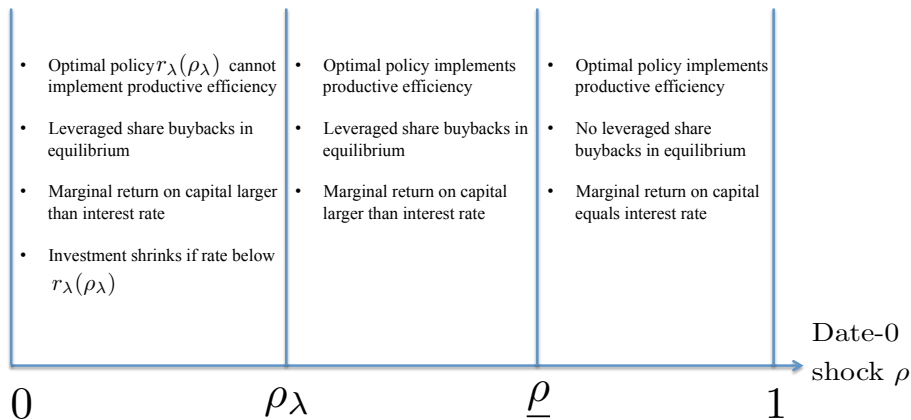 • Optimal policy r_λ(ρ_λ) cannot
implement productive efficiency
• Leveraged share buybacks in
equilibrium
• Marginal return on capital larger
than interest rate
• Investment shrinks if rate below
r_λ(ρ_λ)
• Optimal policy implements
productive efficiency
• Leveraged share buybacks in
equilibrium
• Marginal return on capital
larger than interest rate
• Optimal policy implements
productive efficiency
• No leveraged share
buybacks in equilibrium
• Marginal return on capital
equals interest rate
Date-0
shock ρ
0
ρ_λ
ρ̲
1